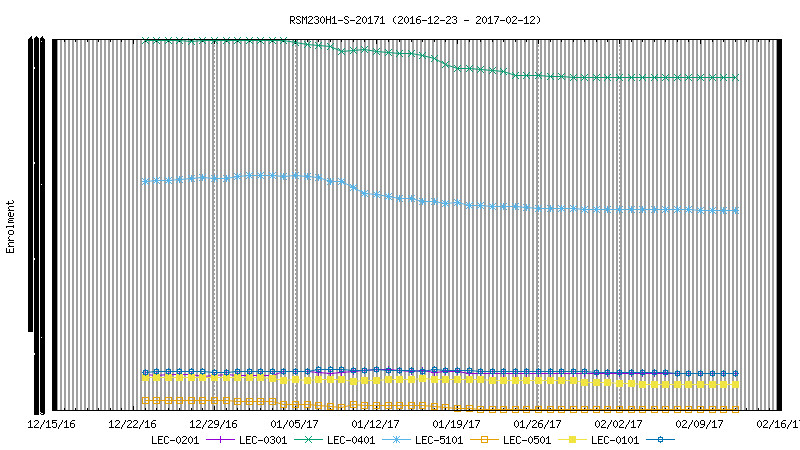 RSM230H1-S-20171 (2016-12-23 - 2017-02-12)
Enrolment
12/15/16 12/22/16 12/29/16 01/05/17 01/12/17 01/19/17 01/26/17 02/02/17 02/09/17 02/16/1
LEC-0201 LEC-0301 LEC-0401 LEC-5101 LEC-0501 LEC-0101